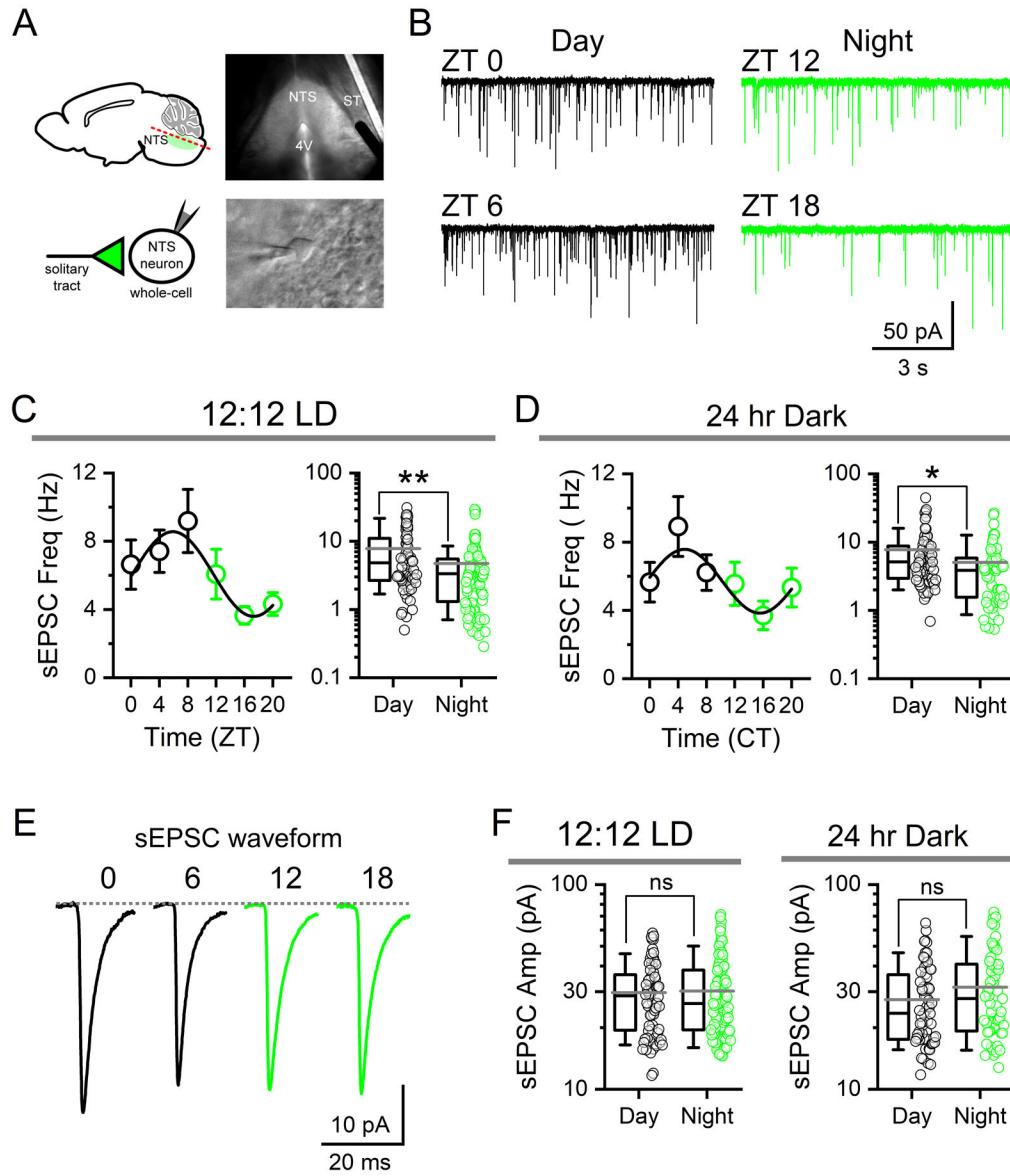 A
NTS
NTS
ST
4V
solitary
tract
NTS
neuron
whole-cell
B
Day
Night
ZT 0
ZT 12
ZT 6
ZT 18
50 pA
3 s
C
12:12 LD
sEPSC Freq (Hz)
12
8
4
0
0 4 8 12 16 20
Time (ZT)
**
100
10
1
0.1
Day Night
D
24 hr Dark
sEPSC Freq ( Hz)
12
8
4
0
0 4 8 12 16 20
Time (CT)
*
100
10
1
0.1
Day Night
E
sEPSC waveform
0 6 12 18
10 pA
20 ms
F
12:12 LD
sEPSC Amp (pA)
ns
100
30
10
Day Night
24 hr Dark
sEPSC Amp (pA)
ns
100
30
10
Day Night